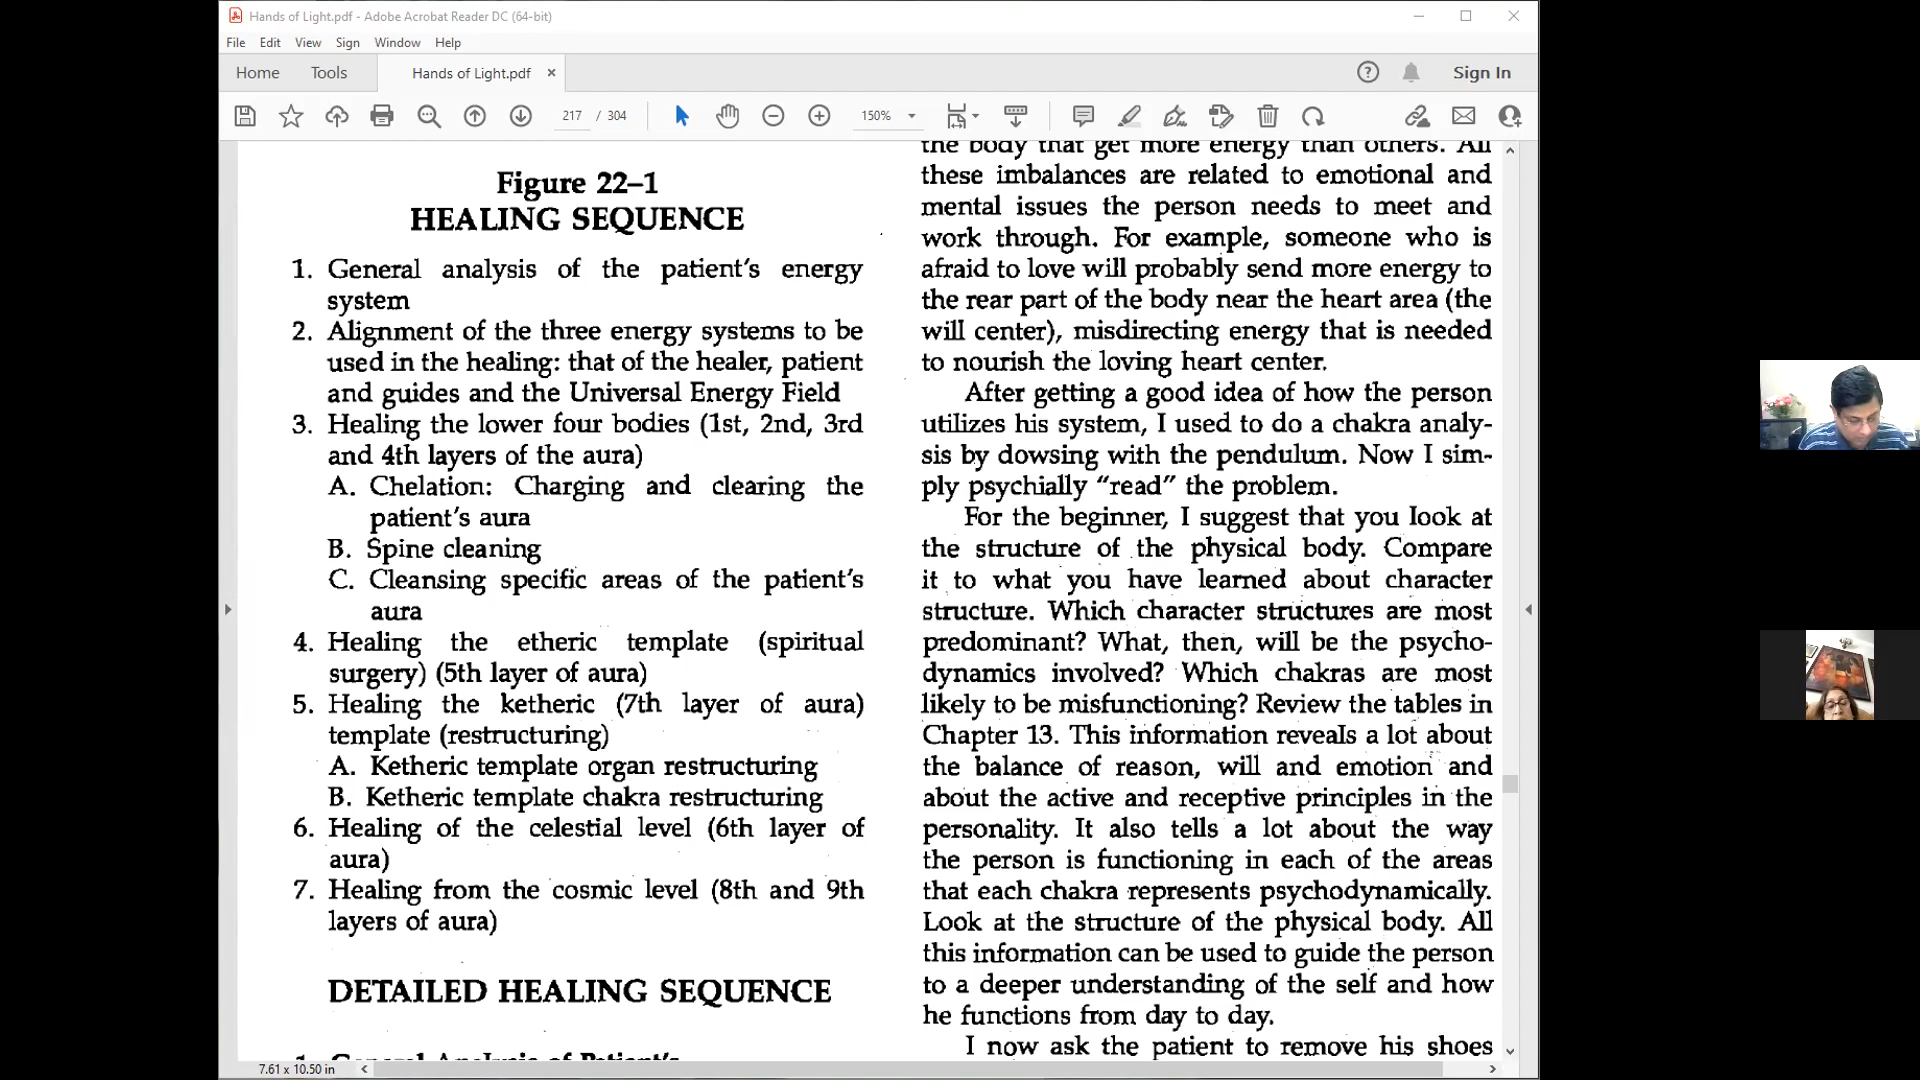 Hands of Light.pdf - Adobe Acrobat Reader DC (64-bit)
File Edit View Sign Window Help
Home Tools Hands of Light.pdf × Sign In
217 / 304 150%
Figure 22–1
HEALING SEQUENCE
1. General analysis of the patient's energy
system
2. Alignment of the three energy systems to be
used in the healing: that of the healer, patient
and guides and the Universal Energy Field
3. Healing the lower four bodies (1st, 2nd, 3rd
and 4th layers of the aura)
A. Chelation: Charging and clearing the
patient's aura
B. Spine cleaning
C. Cleansing specific areas of the patient's
aura
4. Healing the etheric template (spiritual
surgery) (5th layer of aura)
5. Healing the ketheric (7th layer of aura)
template (restructuring)
A. Ketheric template organ restructuring
B. Ketheric template chakra restructuring
6. Healing of the celestial level (6th layer of
aura)
7. Healing from the cosmic level (8th and 9th
layers of aura)
DETAILED HEALING SEQUENCE
1. General Analysis of Patient's
the body that get more energy than others. All
these imbalances are related to emotional and
mental issues the person needs to meet and
work through. For example, someone who is
afraid to love will probably send more energy to
the rear part of the body near the heart area (the
will center), misdirecting energy that is needed
to nourish the loving heart center.
After getting a good idea of how the person
utilizes his system, I used to do a chakra analy-
sis by dowsing with the pendulum. Now I sim-
ply psychially "read" the problem.
For the beginner, I suggest that you look at
the structure of the physical body. Compare
it to what you have learned about character
structure. Which character structures are most
predominant? What, then, will be the psycho-
dynamics involved? Which chakras are most
likely to be misfunctioning? Review the tables in
Chapter 13. This information reveals a lot about
the balance of reason, will and emotion and
about the active and receptive principles in the
personality. It also tells a lot about the way
the person is functioning in each of the areas
that each chakra represents psychodynamically.
Look at the structure of the physical body. All
this information can be used to guide the person
to a deeper understanding of the self and how
he functions from day to day.
I now ask the patient to remove his shoes
7.61 x 10.50 in